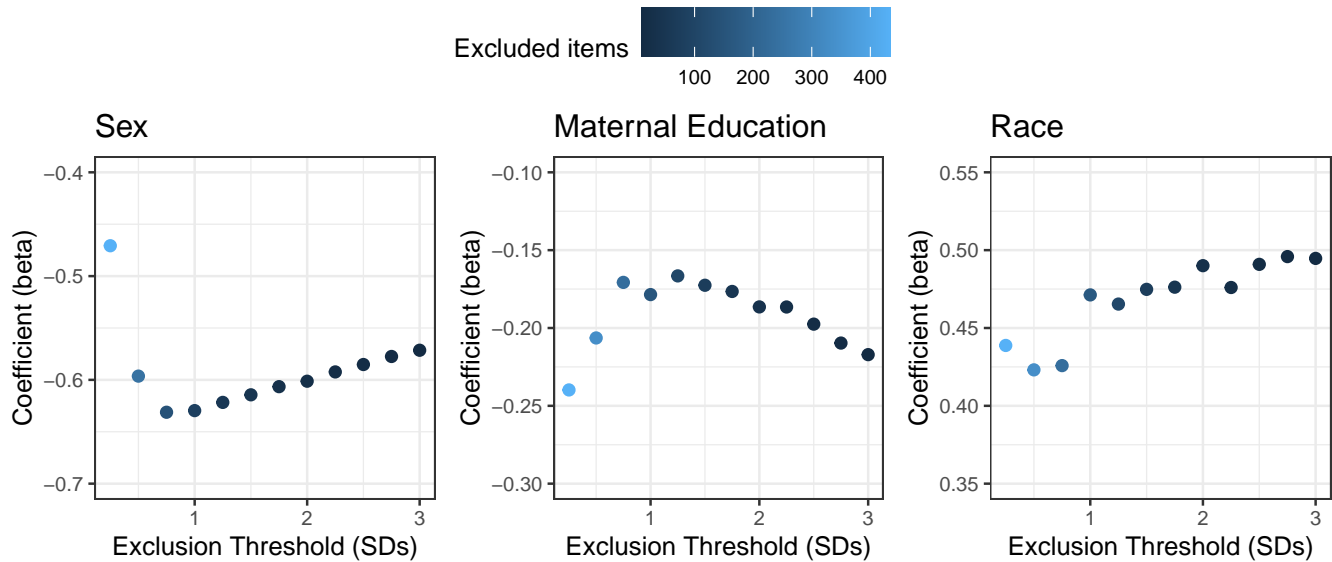 Excluded items
100 200 300 400
Sex Maternal Education Race
−0.4
−0.5
−0.6
−0.7
Coefficient (beta)
1 2 3
Exclusion Threshold (SDs)
−0.10
−0.15
−0.20
−0.25
−0.30
Coefficient (beta)
1 2 3
Exclusion Threshold (SDs)
0.55
0.50
0.45
0.40
0.35
Coefficient (beta)
1 2 3
Exclusion Threshold (SDs)